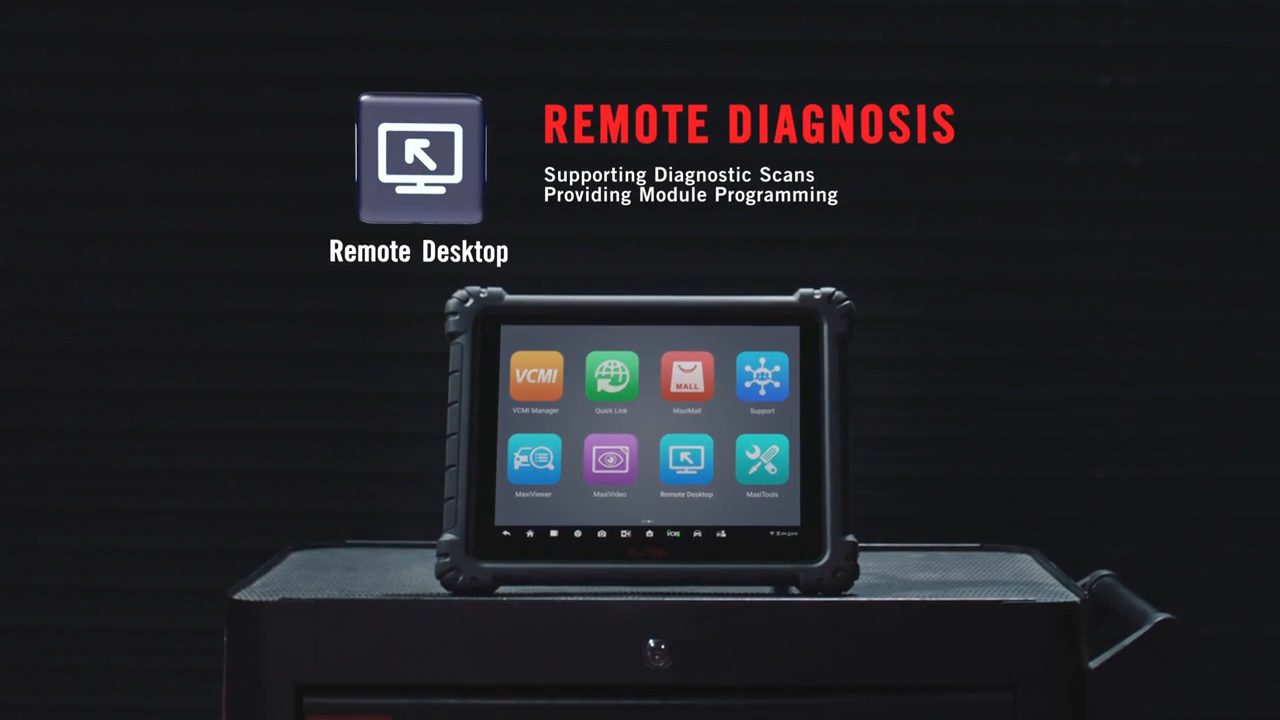 REMOTE DIAGNOSIS
Supporting Diagnostic Scans
Providing Module Programming
Remote Desktop
VCMI
MALL
VCMI Manager
Quick Link
MaxiMall
Support
MaxiViewer
MaxiVideo
Remote Desktop
MaxiTools